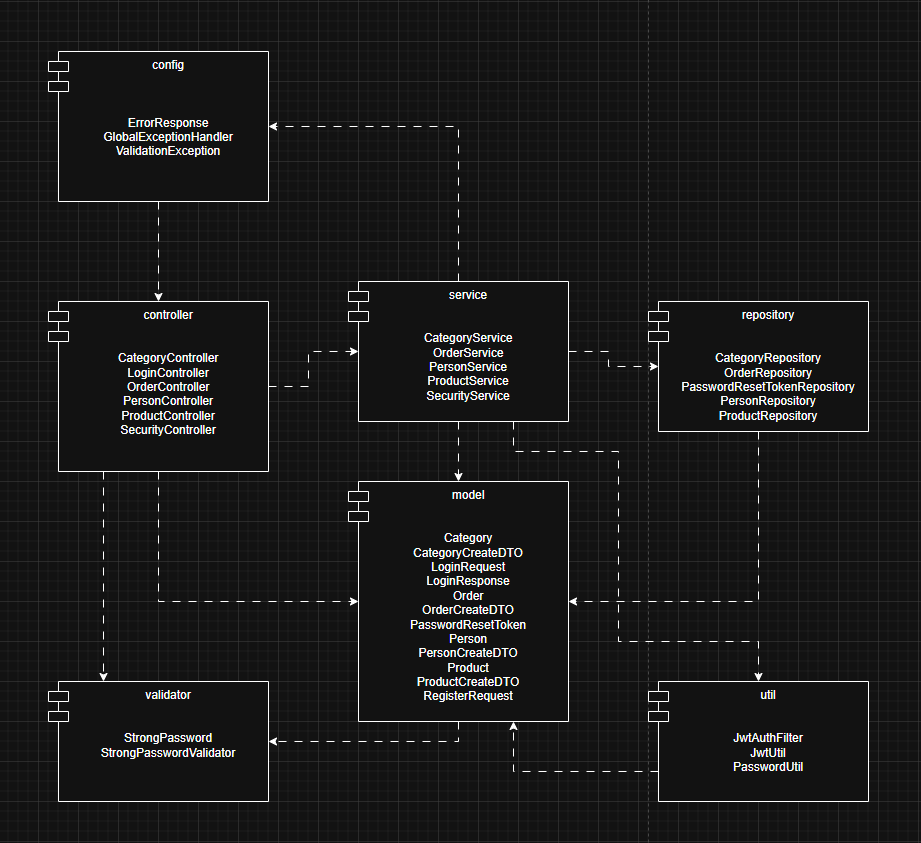 config
ErrorResponse
GlobalExceptionHandler
ValidationException
controller
CategoryController
LoginController
OrderController
PersonController
ProductController
SecurityController
service
CategoryService
OrderService
PersonService
ProductService
SecurityService
repository
CategoryRepository
OrderRepository
PasswordResetTokenRepository
PersonRepository
ProductRepository
model
Category
CategoryCreateDTO
LoginRequest
LoginResponse
Order
OrderCreateDTO
PasswordResetToken
Person
PersonCreateDTO
Product
ProductCreateDTO
RegisterRequest
validator
StrongPassword
StrongPasswordValidator
util
JwtAuthFilter
JwtUtil
PasswordUtil